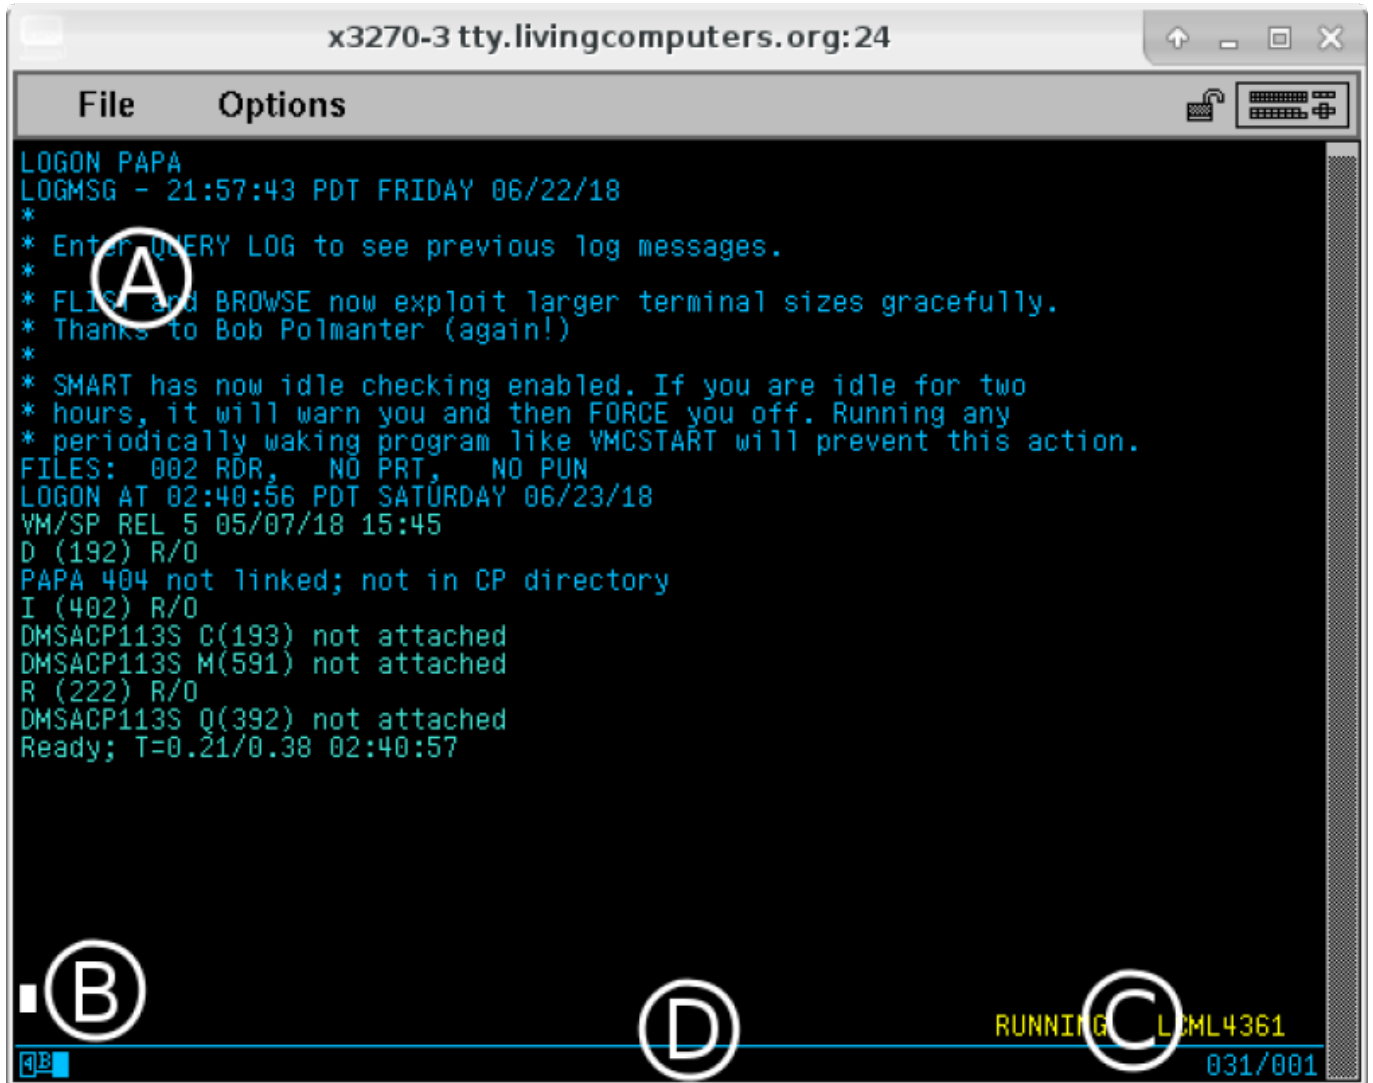 x3270-3 tty.livingcomputers.org:24
File Options
LOGON PAPA
LOGMSG - 21:57:43 PDT FRIDAY 06/22/18
*
* Enter QUERY LOG to see previous log messages.
*
A
* FLIST and BROWSE now exploit larger terminal sizes gracefully.
* Thanks to Bob Polmanter (again!)
*
* SMART has now idle checking enabled. If you are idle for two
* hours, it will warn you and then FORCE you off. Running any
* periodically waking program like VMCSTART will prevent this action.
FILES: 002 RDR, NO PRT, NO PUN
LOGON AT 02:40:56 PDT SATURDAY 06/23/18
VM/SP REL 5 05/07/18 15:45
D (192) R/O
PAPA 404 not linked; not in CP directory
I (402) R/O
DMSACP113S C(193) not attached
DMSACP113S M(591) not attached
R (222) R/O
DMSACP113S Q(392) not attached
Ready; T=0.21/0.38 02:40:57
B
D
RUNNING LCML4361
C
4B
031/001